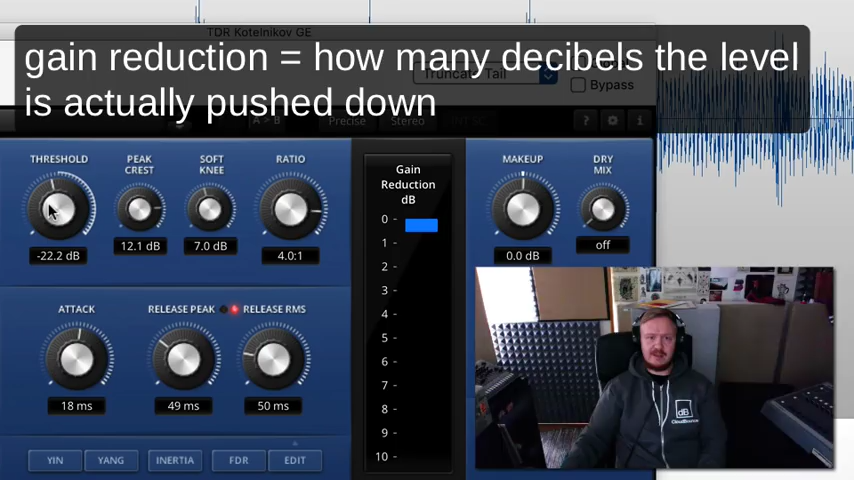 TDR Kotelnikov GE
gain reduction = how many decibels the level
is actually pushed down
Truncate Tail
Bypass
A > B
Precise
Stereo
?
i
THRESHOLD
PEAK
CREST
SOFT
KNEE
RATIO
-22.2 dB
12.1 dB
7.0 dB
4.0:1
Gain
Reduction
dB
0 -
1 -
2 -
3 -
4 -
5 -
6 -
7 -
8 -
9 -
10 -
MAKEUP
DRY
MIX
0.0 dB
off
ATTACK
RELEASE PEAK
RELEASE RMS
18 ms
49 ms
50 ms
YIN
YANG
INERTIA
FDR
EDIT
dB
CloudBounce